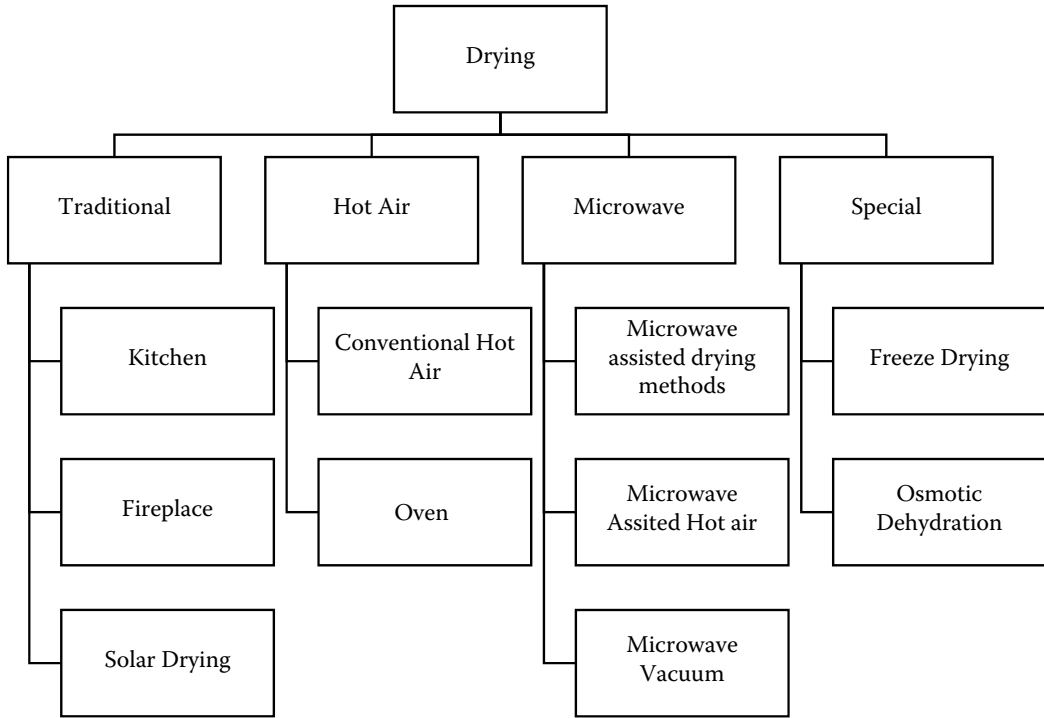 Drying
Traditional
Hot Air
Microwave
Special
Kitchen
Conventional Hot
Air
Microwave
assisted drying
methods
Freeze Drying
Fireplace
Oven
Microwave
Assited Hot air
Osmotic
Dehydration
Solar Drying
Microwave
Vacuum